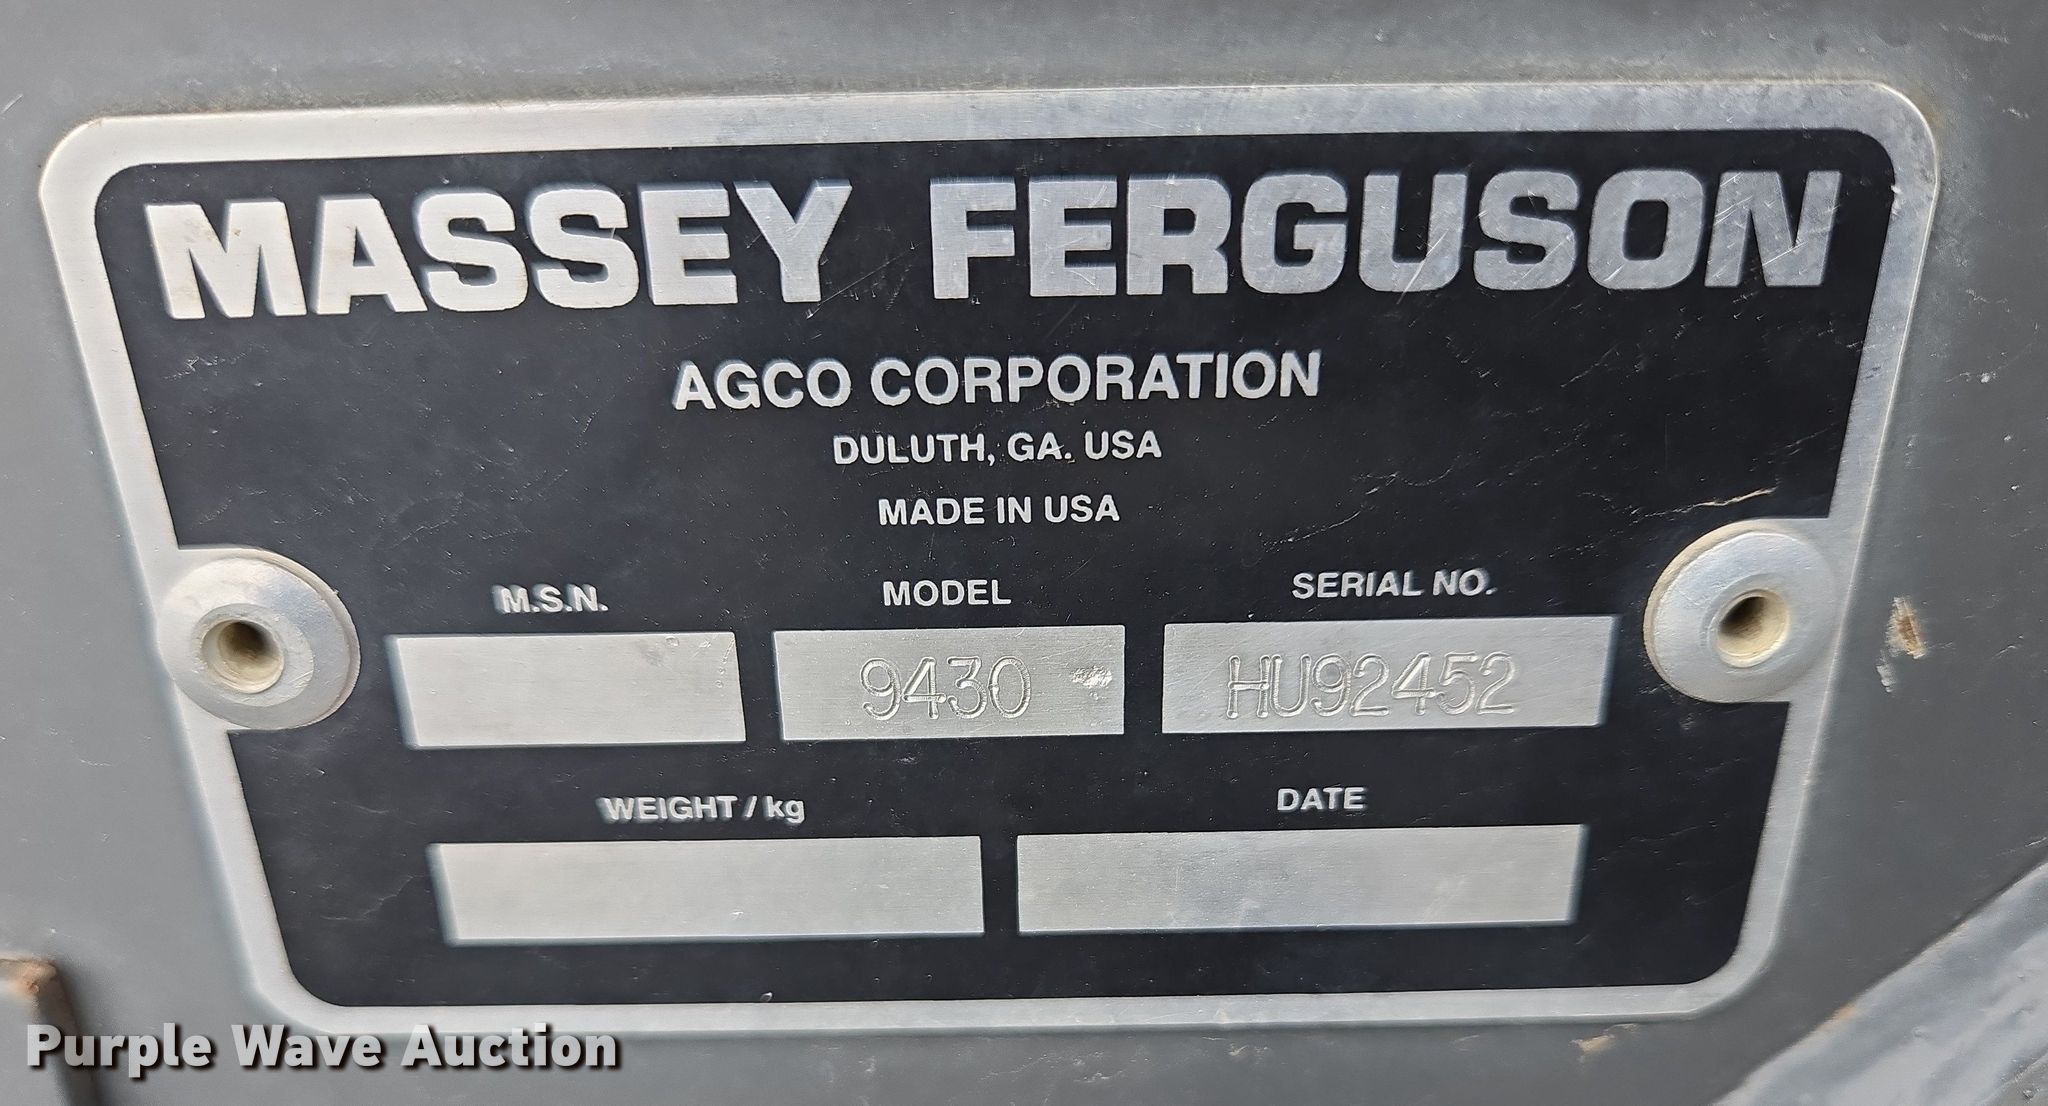 MASSEY FERGUSON
AGCO CORPORATION
DULUTH, GA. USA
MADE IN USA
M.S.N. MODEL SERIAL NO.
9430 HU92452
WEIGHT / kg DATE
Purple Wave Auction